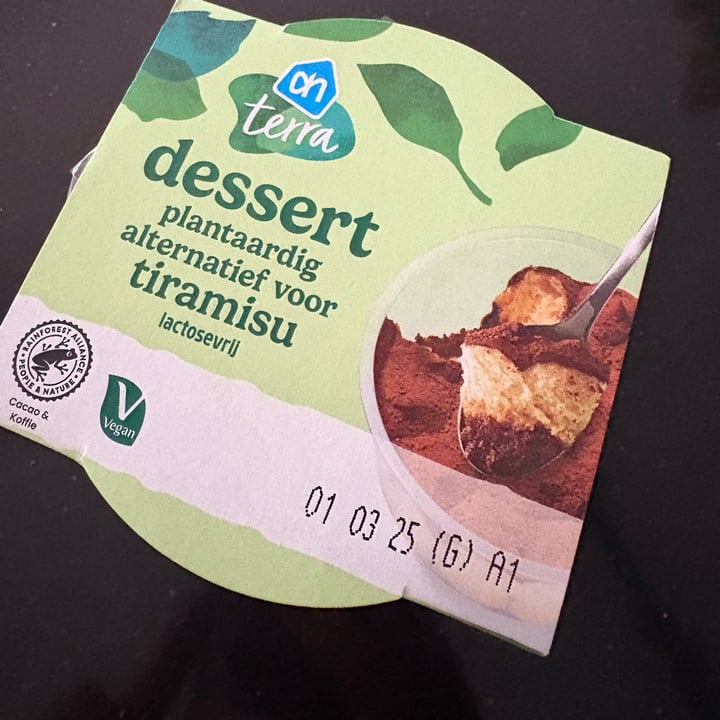 ah
terra
dessert
plantaardig
alternatief voor
tiramisu
lactosevrij
RAINFOREST ALLIANCE
• PEOPLE & NATURE •
Cacao &
Koffie
V
Vegan
01 03 25 (G) A1